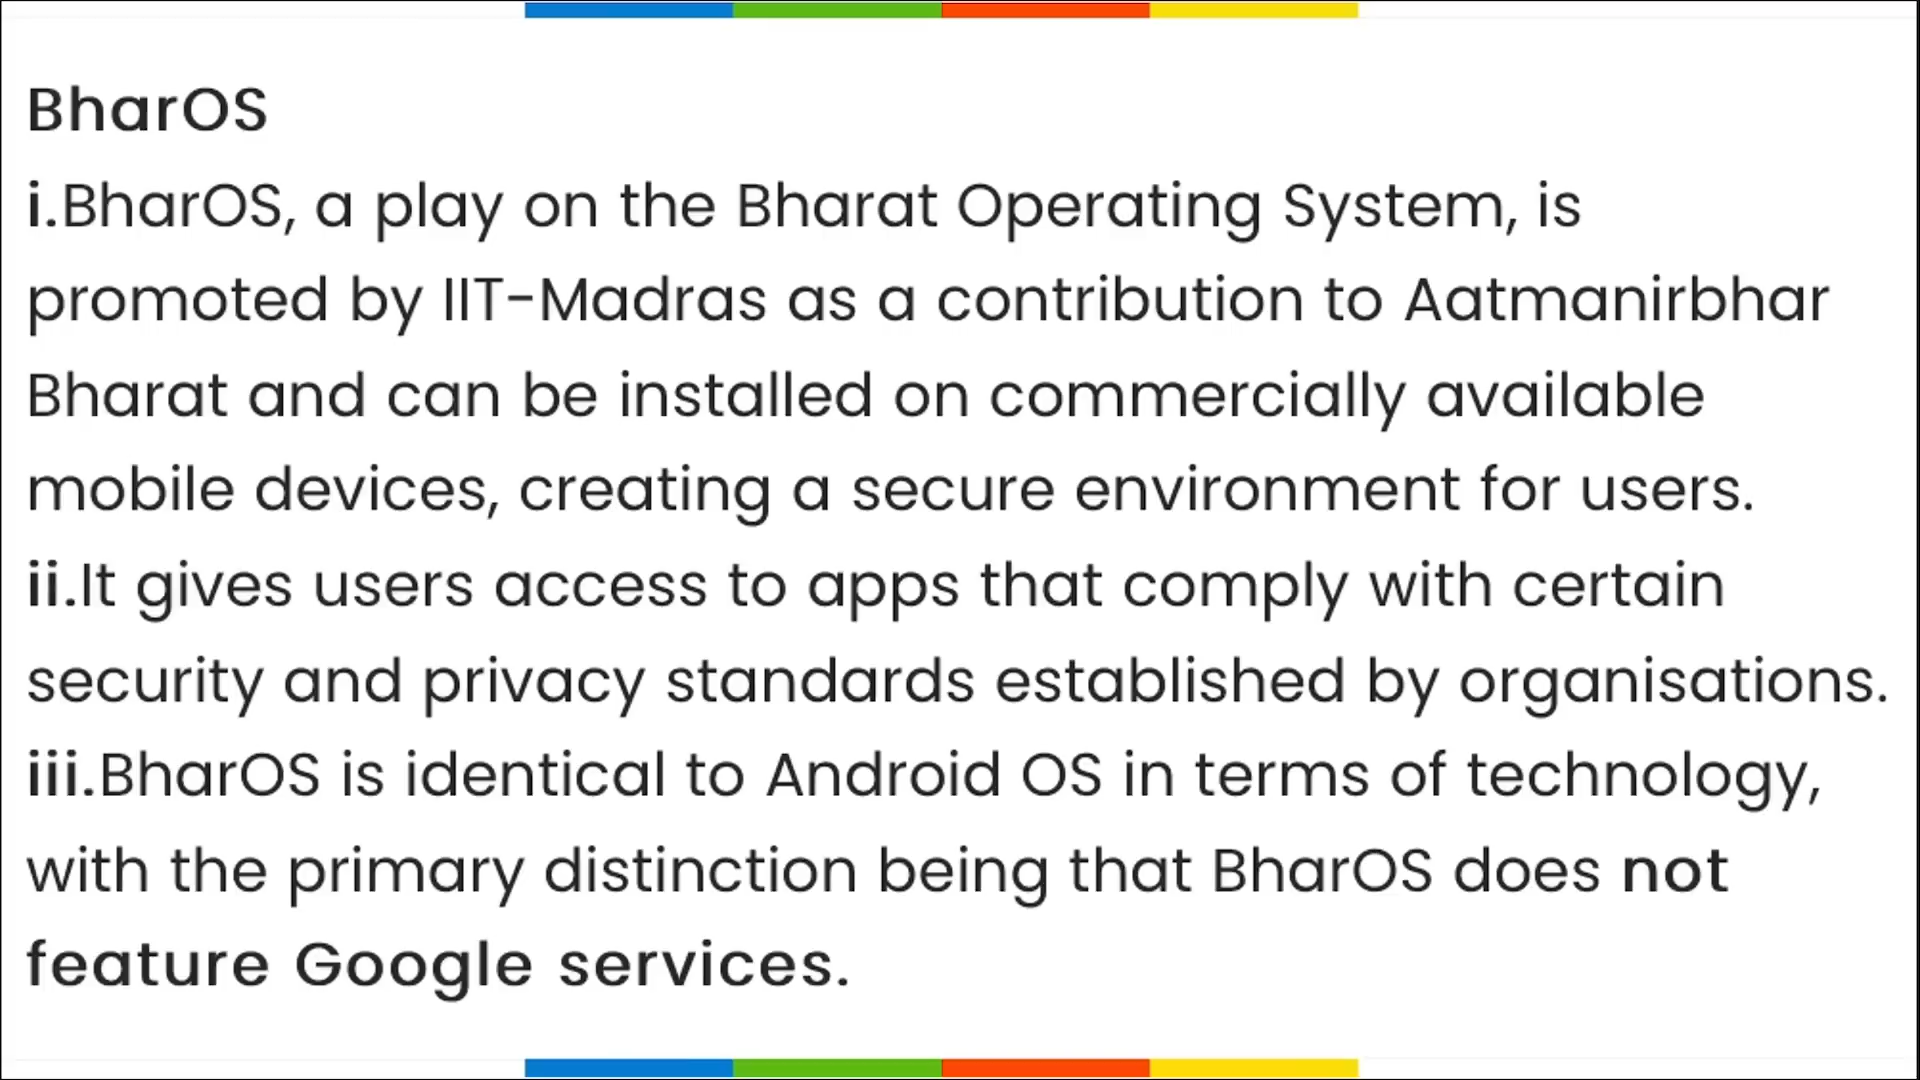 BharOS
i.BharOS, a play on the Bharat Operating System, is
promoted by IIT-Madras as a contribution to Aatmanirbhar
Bharat and can be installed on commercially available
mobile devices, creating a secure environment for users.
ii.It gives users access to apps that comply with certain
security and privacy standards established by organisations.
iii.BharOS is identical to Android OS in terms of technology,
with the primary distinction being that BharOS does not
feature Google services.